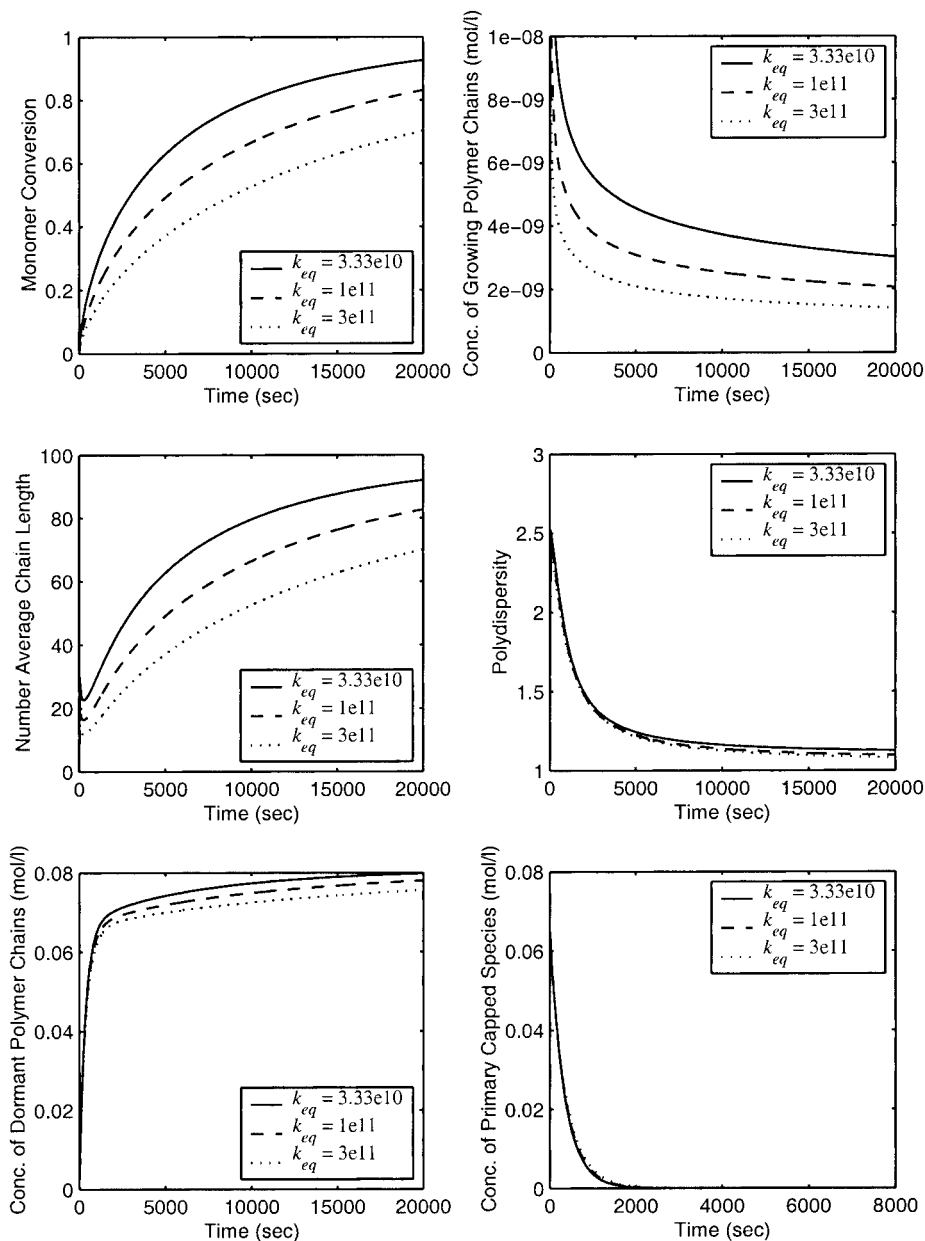 Monomer Conversion
1
0.8
0.6
0.4
0.2
0
k_eq = 3.33e10
k_eq = 1e11
k_eq = 3e11
0 5000 10000 15000 20000
Time (sec)
Conc. of Growing Polymer Chains (mol/l)
1e-08
8e-09
6e-09
4e-09
2e-09
0
k_eq = 3.33e10
k_eq = 1e11
k_eq = 3e11
0 5000 10000 15000 20000
Time (sec)
Number Average Chain Length
100
80
60
40
20
0
k_eq = 3.33e10
k_eq = 1e11
k_eq = 3e11
0 5000 10000 15000 20000
Time (sec)
Polydispersity
3
2.5
2
1.5
1
k_eq = 3.33e10
k_eq = 1e11
k_eq = 3e11
0 5000 10000 15000 20000
Time (sec)
Conc. of Dormant Polymer Chains (mol/l)
0.08
0.06
0.04
0.02
0
k_eq = 3.33e10
k_eq = 1e11
k_eq = 3e11
0 5000 10000 15000 20000
Time (sec)
Conc. of Primary Capped Species (mol/l)
0.08
0.06
0.04
0.02
0
k_eq = 3.33e10
k_eq = 1e11
k_eq = 3e11
0 2000 4000 6000 8000
Time (sec)